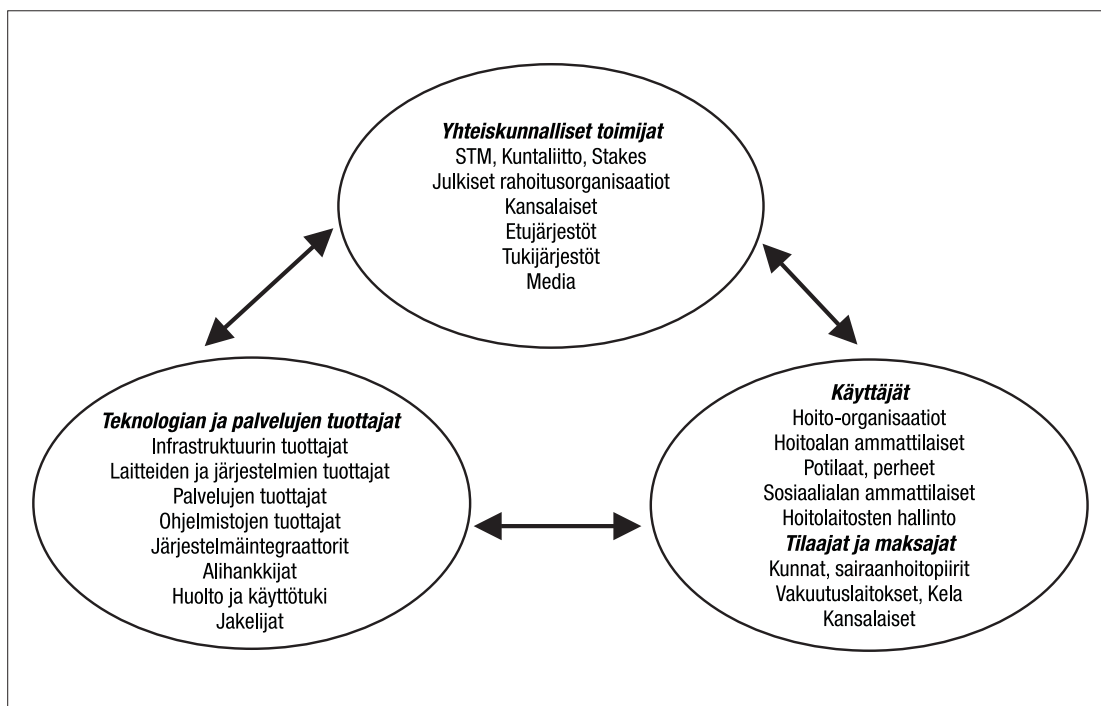 Yhteiskunnalliset toimijat
STM, Kuntaliitto, Stakes
Julkiset rahoitusorganisaatiot
Kansalaiset
Etujärjestöt
Tukijärjestöt
Media
Teknologian ja palvelujen tuottajat
Infrastruktuurin tuottajat
Laitteiden ja järjestelmien tuottajat
Palvelujen tuottajat
Ohjelmistojen tuottajat
Järjestelmäintegraattorit
Alihankkijat
Huolto ja käyttötuki
Jakelijat
Käyttäjät
Hoito-organisaatiot
Hoitoalan ammattilaiset
Potilaat, perheet
Sosiaalialan ammattilaiset
Hoitolaitosten hallinto
Tilaajat ja maksajat
Kunnat, sairaanhoitopiirit
Vakuutuslaitokset, Kela
Kansalaiset